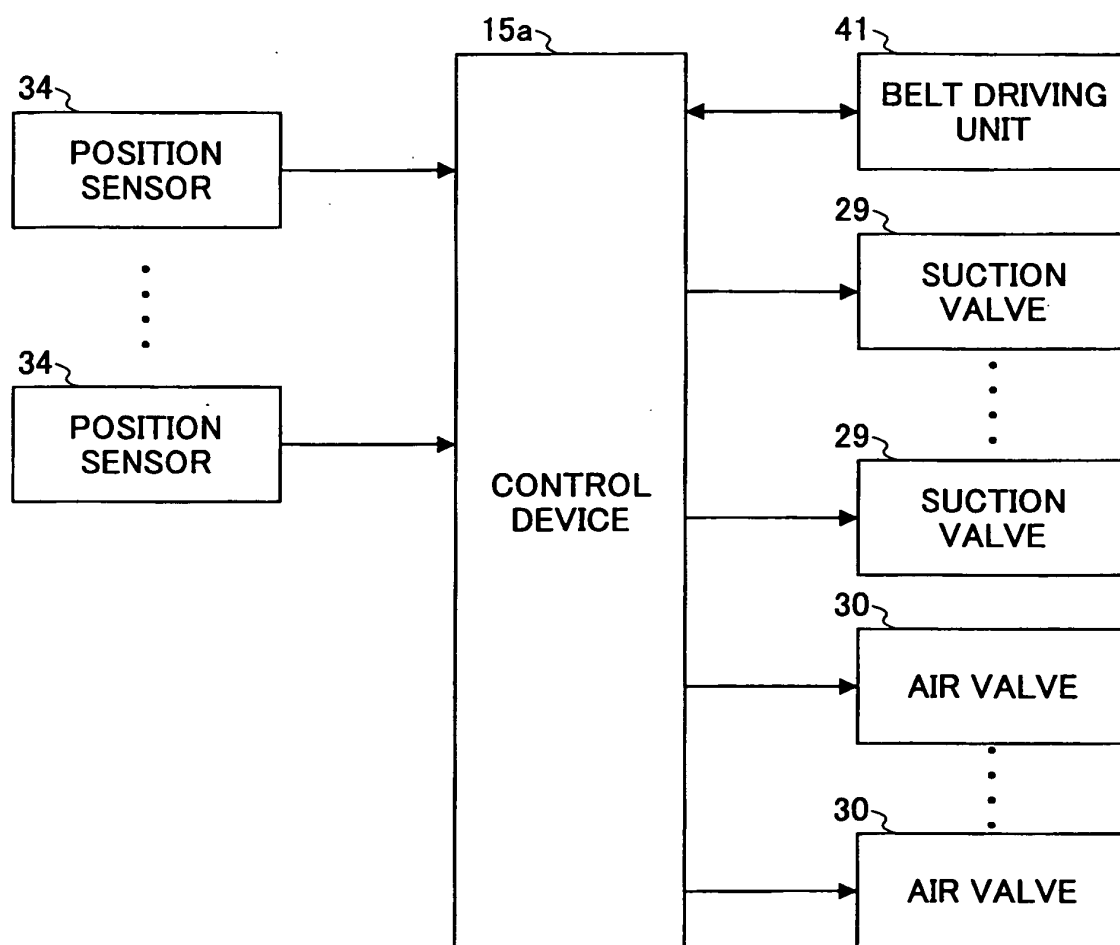 34
POSITION
SENSOR
34
POSITION
SENSOR
15a
CONTROL
DEVICE
41
BELT DRIVING
UNIT
29
SUCTION
VALVE
29
SUCTION
VALVE
30
AIR VALVE
30
AIR VALVE